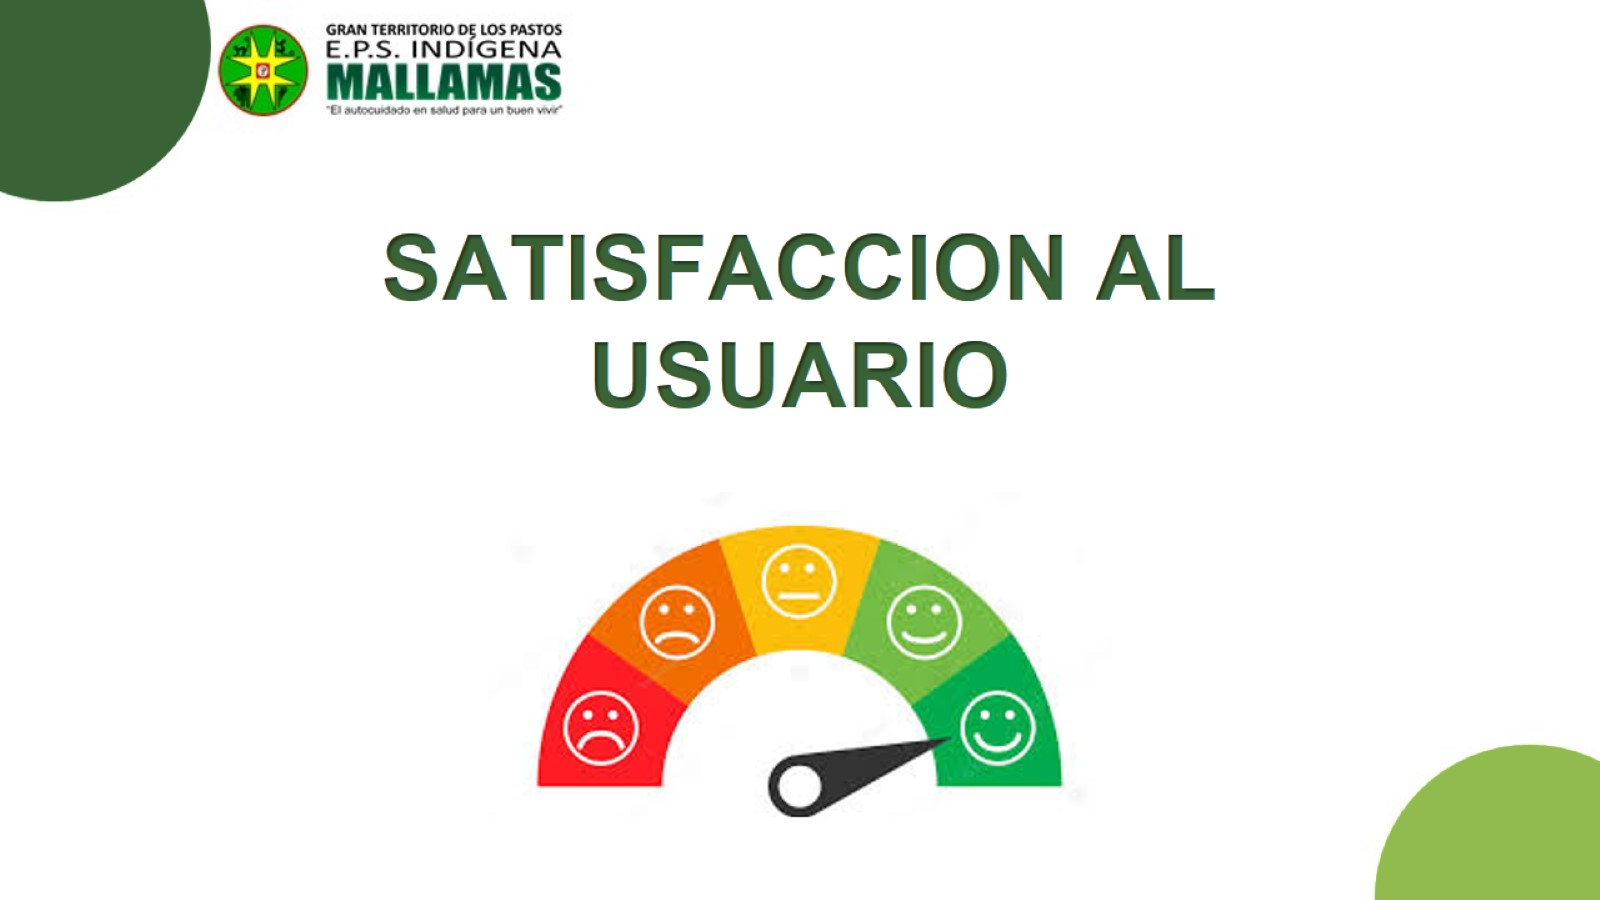 GRAN TERRITORIO DE LOS PASTOS
E.P.S. INDÍGENA
MALLAMAS
"El autocuidado en salud para un buen vivir"
SATISFACCION AL
USUARIO